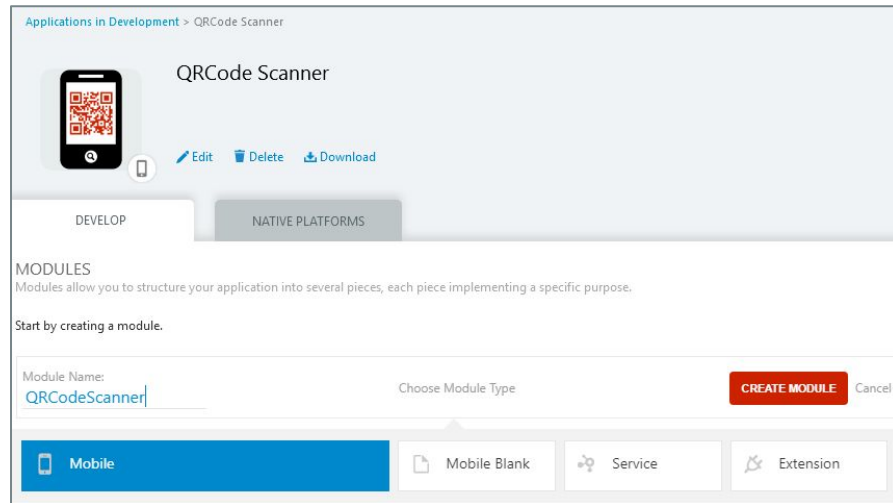 Applications in Development > QRCode Scanner
QRCode Scanner
Edit Delete Download
DEVELOP NATIVE PLATFORMS
MODULES
Modules allow you to structure your application into several pieces, each piece implementing a specific purpose.
Start by creating a module.
Module Name:
QRCodeScanner Choose Module Type CREATE MODULE Cancel
Mobile Mobile Blank Service Extension